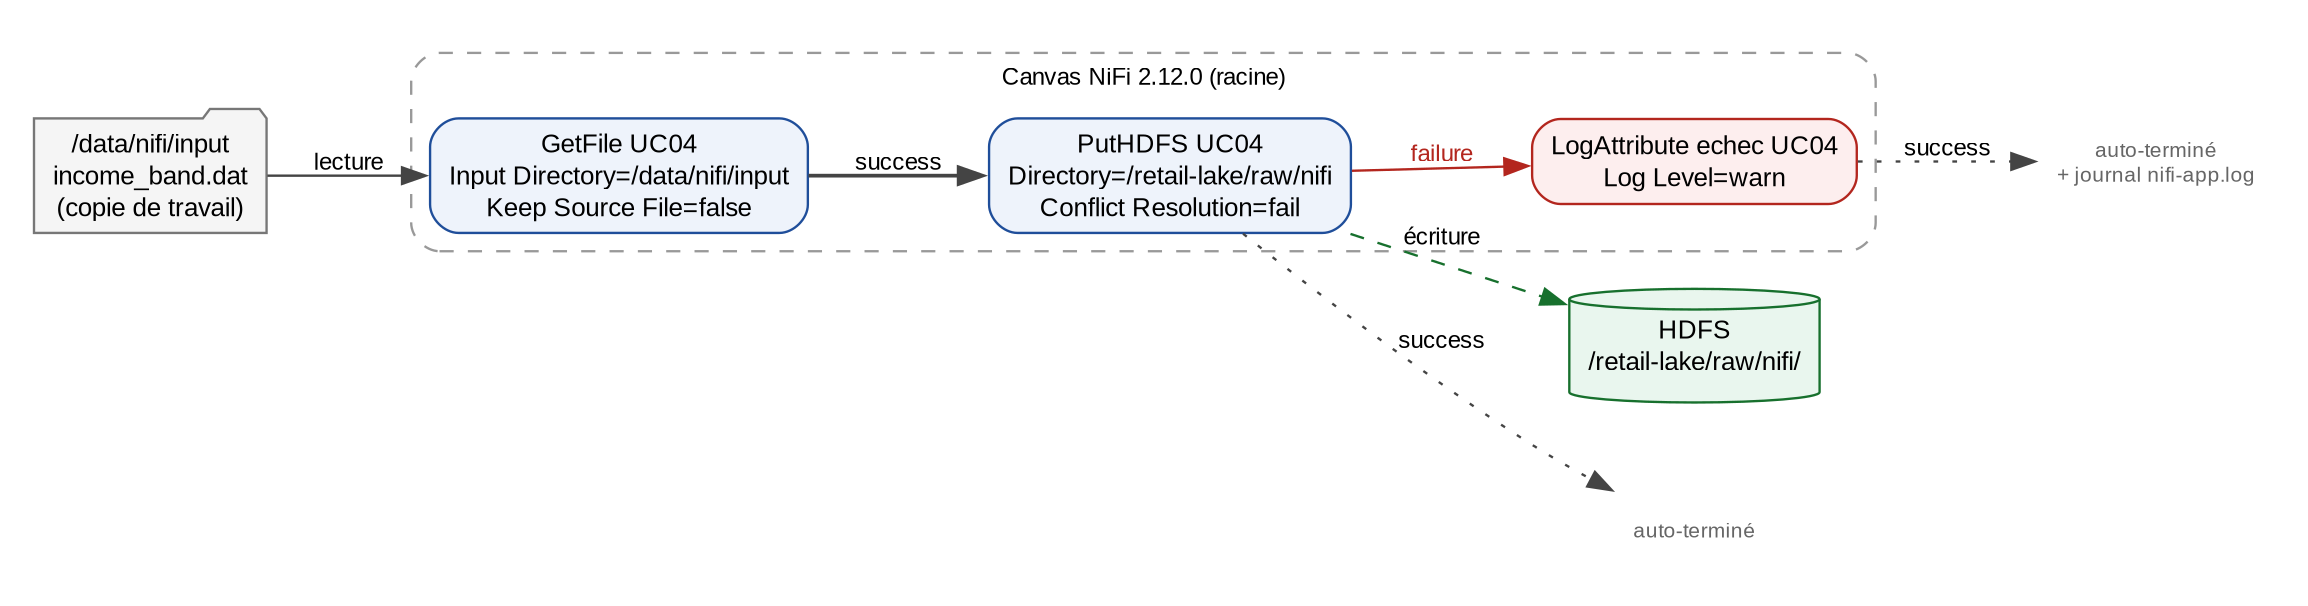 Canvas NiFi 2.12.0 (racine)
/data/nifi/input
income_band.dat
(copie de travail)
lecture
GetFile UC04
Input Directory=/data/nifi/input
Keep Source File=false
success
PutHDFS UC04
Directory=/retail-lake/raw/nifi
Conflict Resolution=fail
failure
LogAttribute echec UC04
Log Level=warn
success
auto-terminé
+ journal nifi-app.log
écriture
HDFS
/retail-lake/raw/nifi/
success
auto-terminé